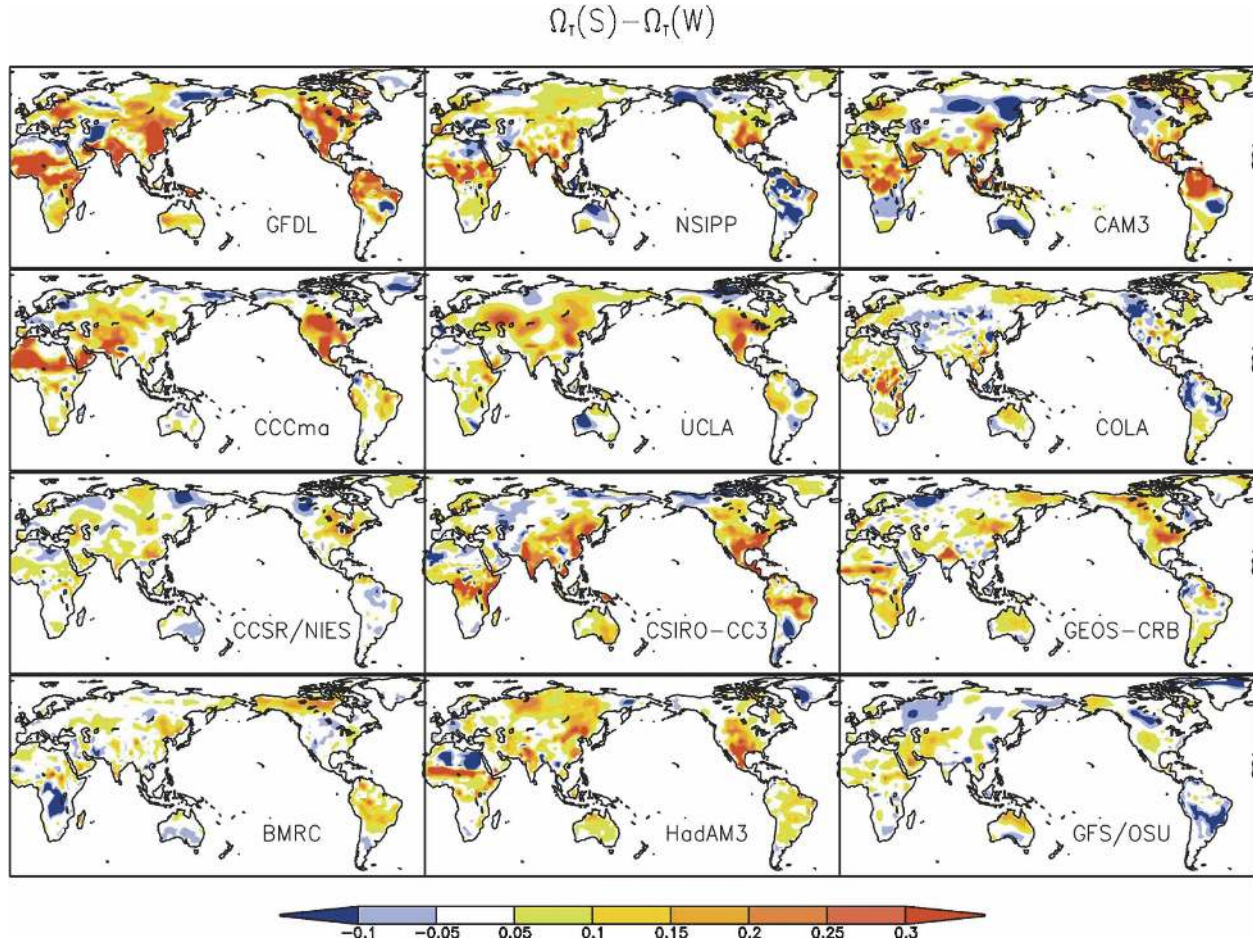 Ω_T(S)−Ω_T(W)
GFDL
NSIPP
CAM3
CCCma
UCLA
COLA
CCSR/NIES
CSIRO−CC3
GEOS−CRB
BMRC
HadAM3
GFS/OSU
−0.1 −0.05 0.05 0.1 0.15 0.2 0.25 0.3